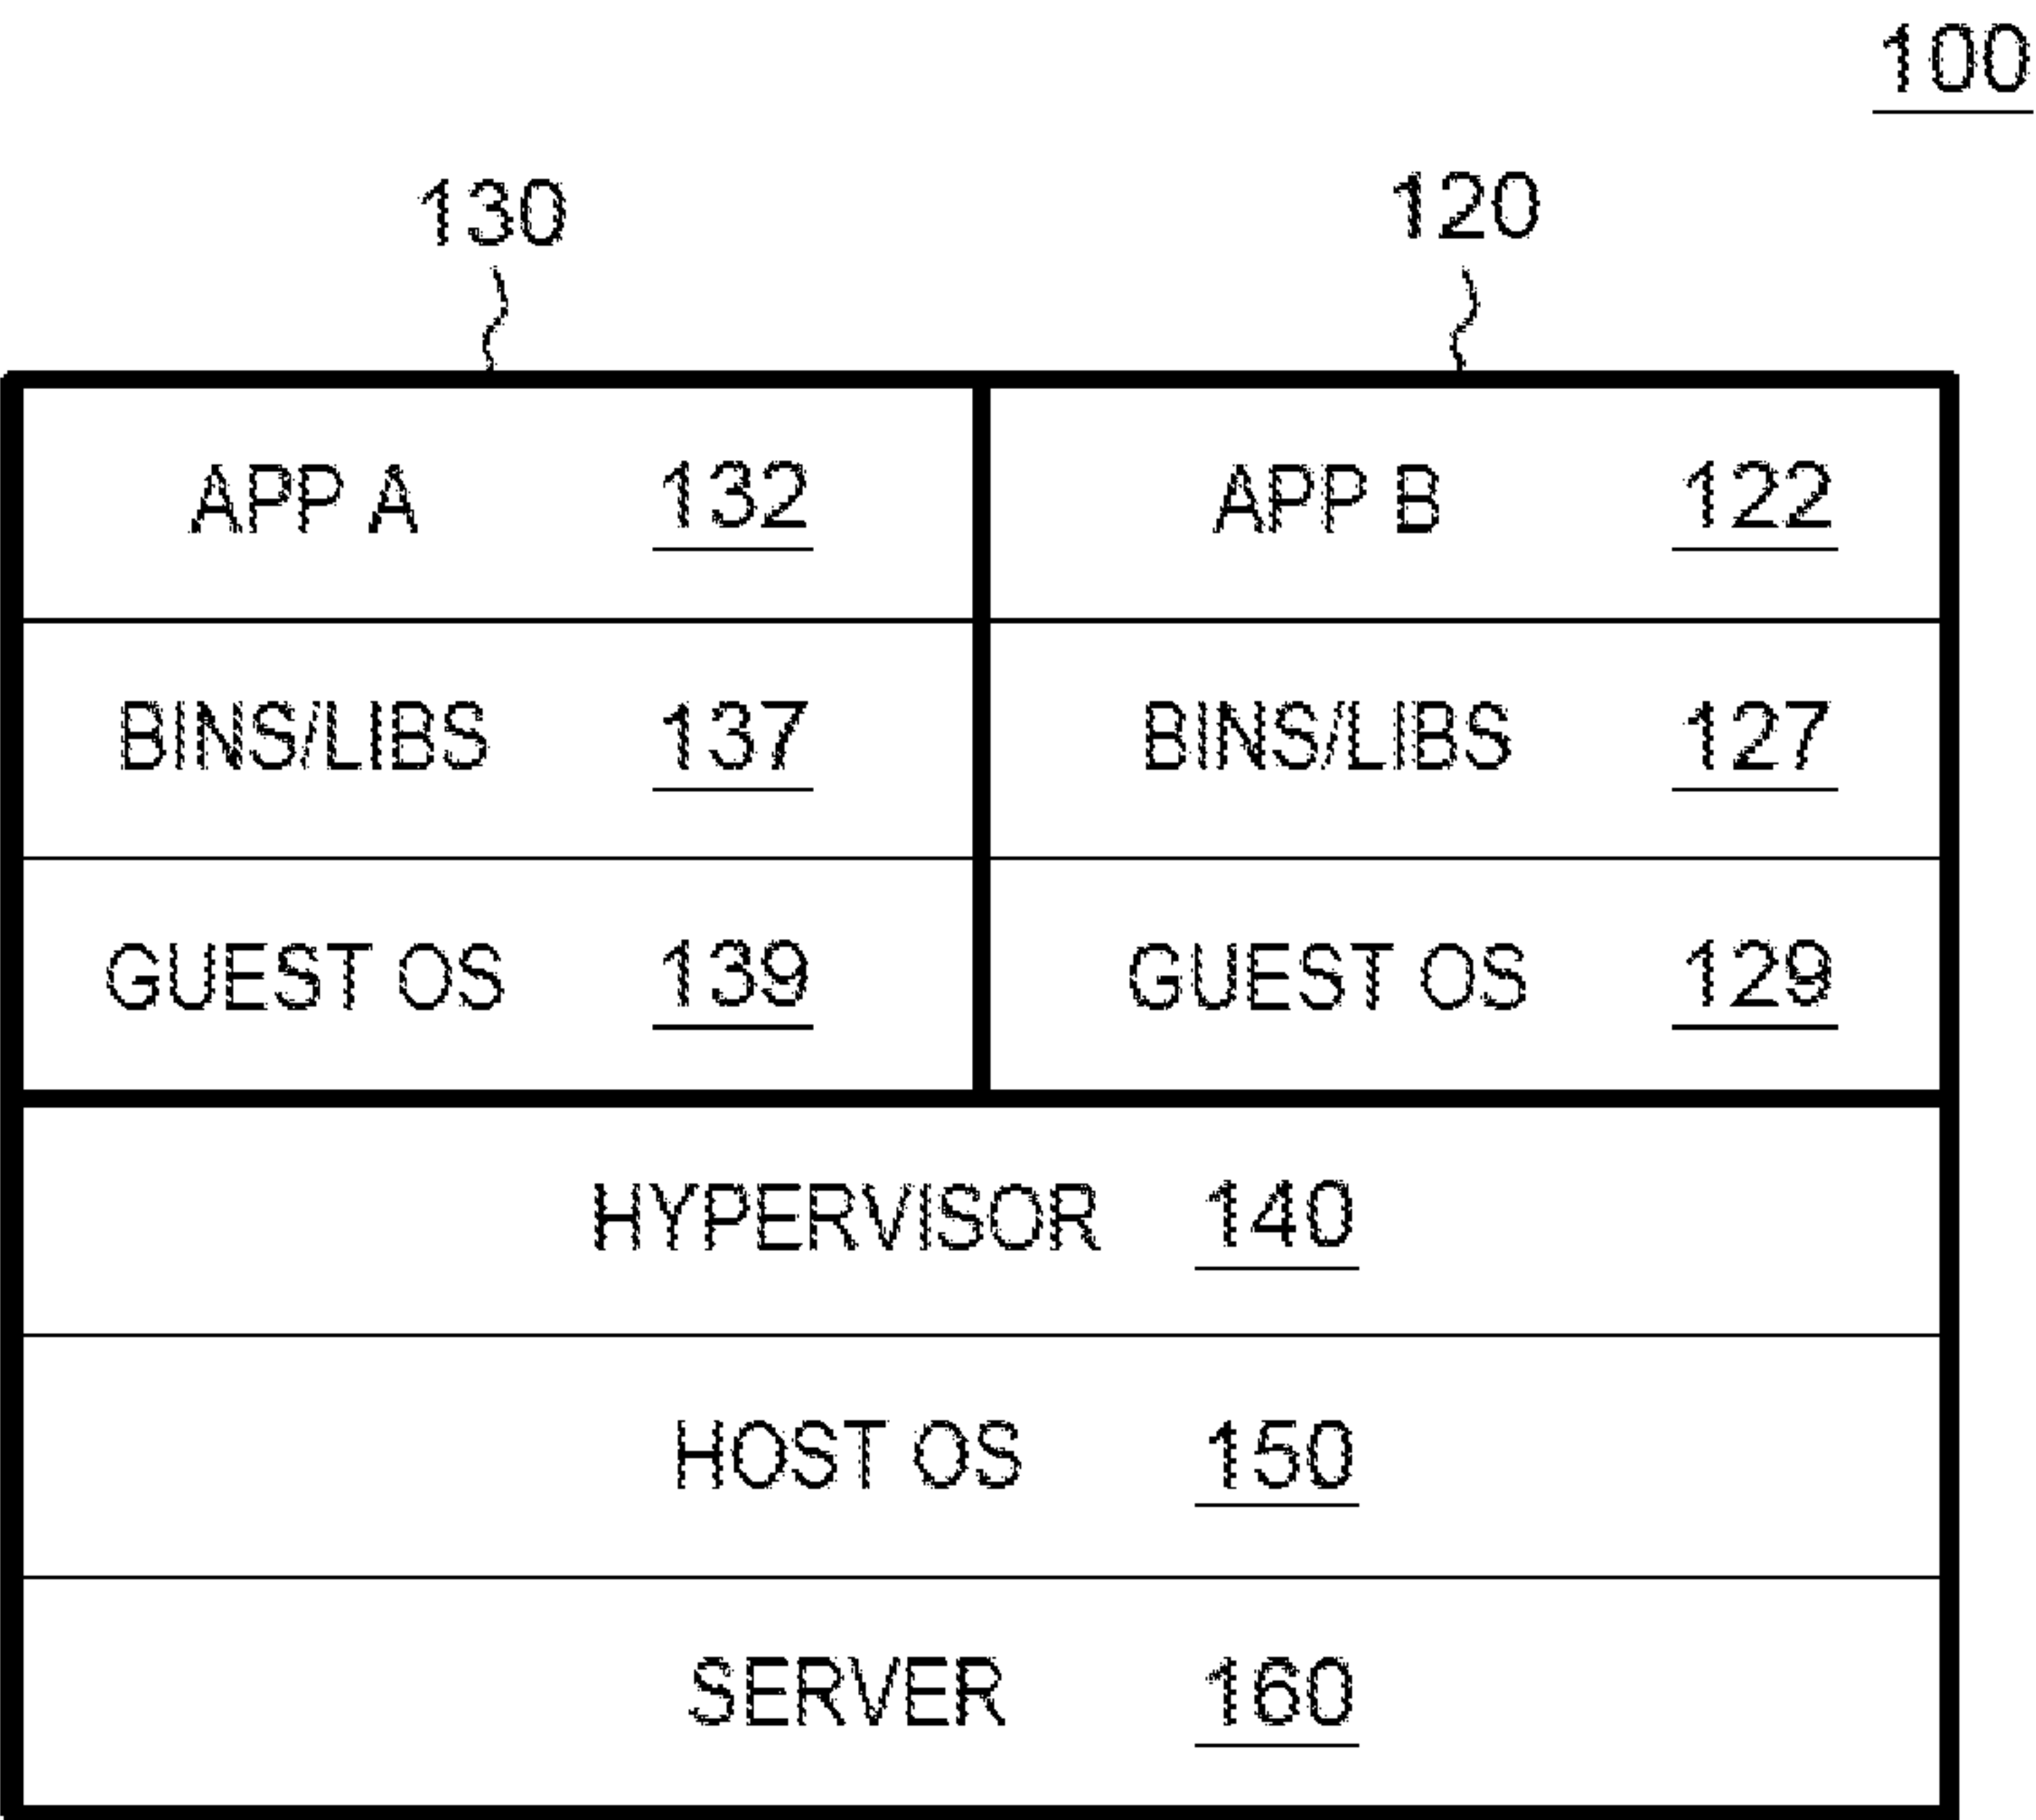 100
130 120
APP A 132 APP B 122
BINS/LIBS 137 BINS/LIBS 127
GUEST OS 139 GUEST OS 129
HYPERVISOR 140
HOST OS 150
SERVER 160